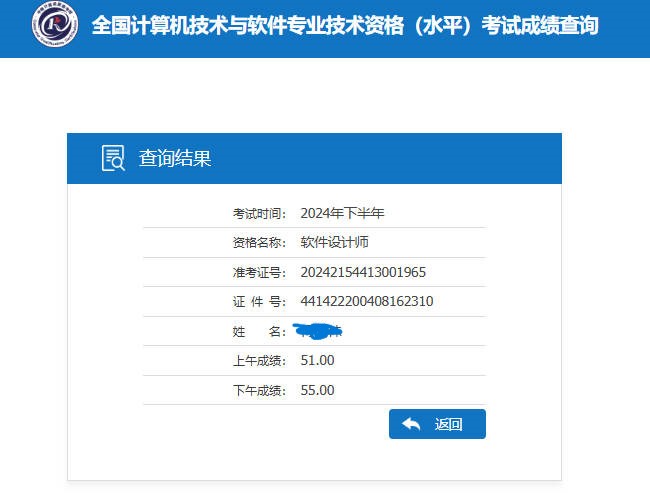 全国计算机技术与软件专业技术资格（水平）考试成绩查询
查询结果
考试时间： 2024年下半年
资格名称： 软件设计师
准考证号： 20242154413001965
证 件 号： 441422200408162310
姓 名：
上午成绩： 51.00
下午成绩： 55.00
返回